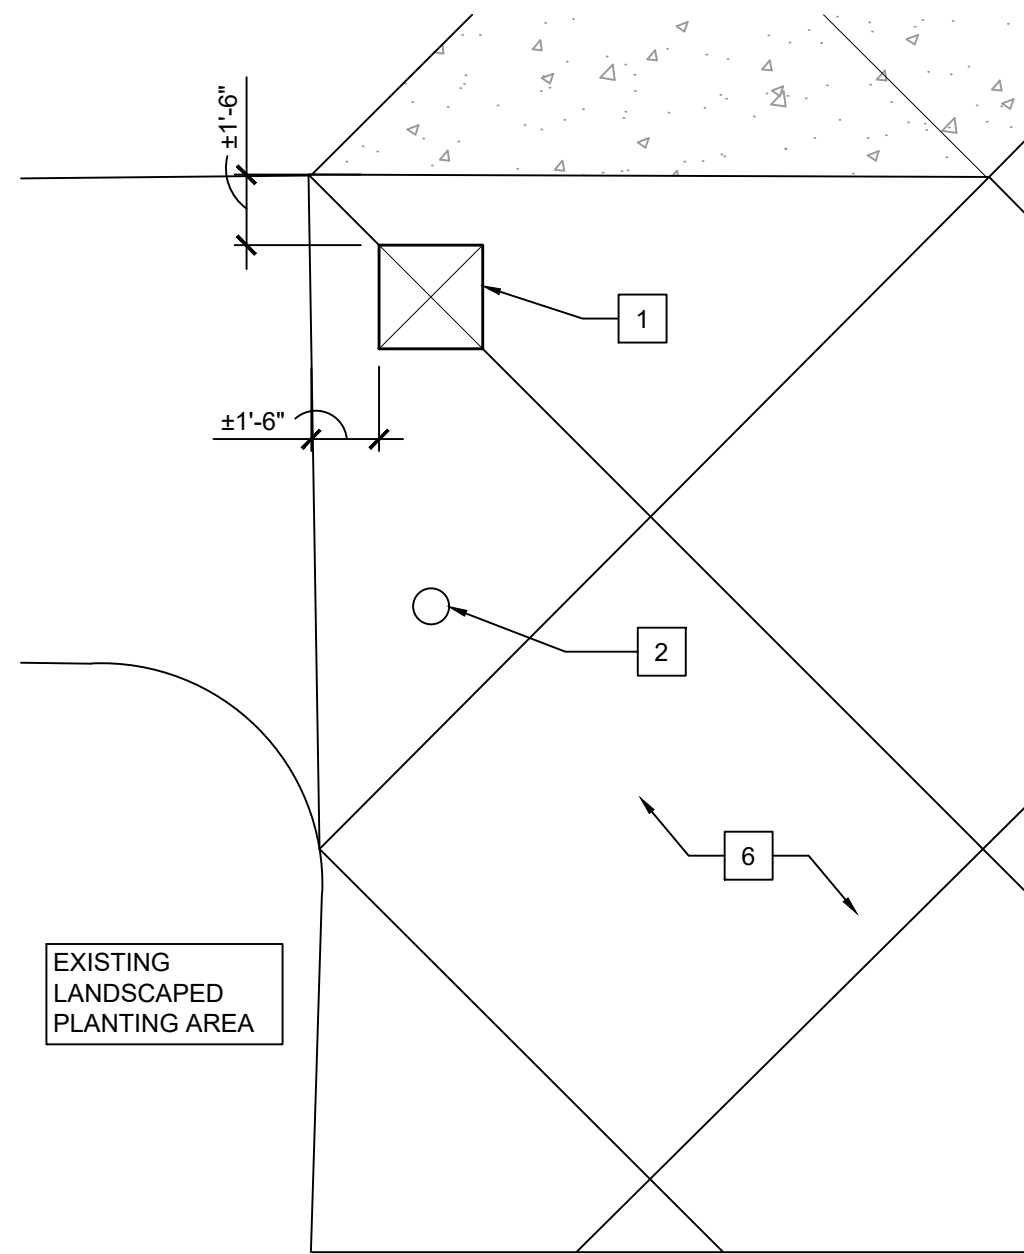 ±1'-6"
1
±1'-6"
2
6
EXISTING
LANDSCAPED
PLANTING AREA